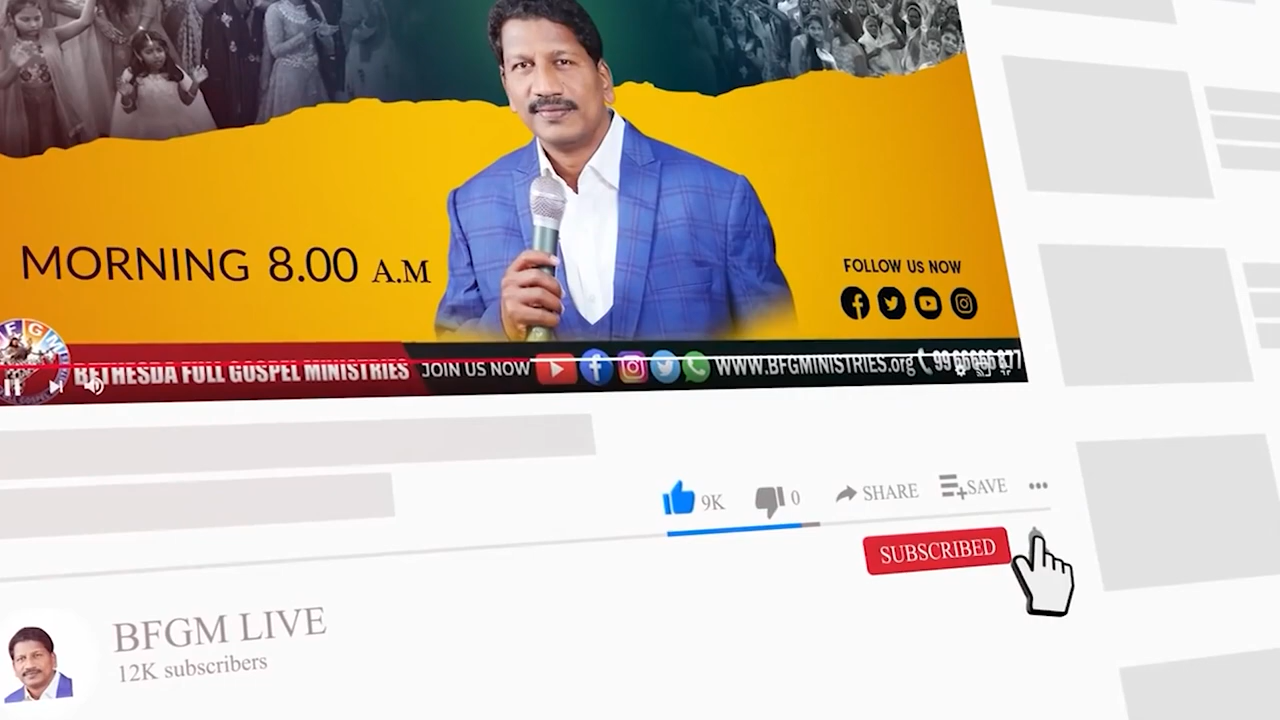 MORNING 8.00 A.M
FOLLOW US NOW
BETHESDA FULL GOSPEL MINISTRIES
JOIN US NOW
WWW.BFGMINISTRIES.org
9K
0
SHARE
SAVE
SUBSCRIBED
BFGM LIVE
12K subscribers